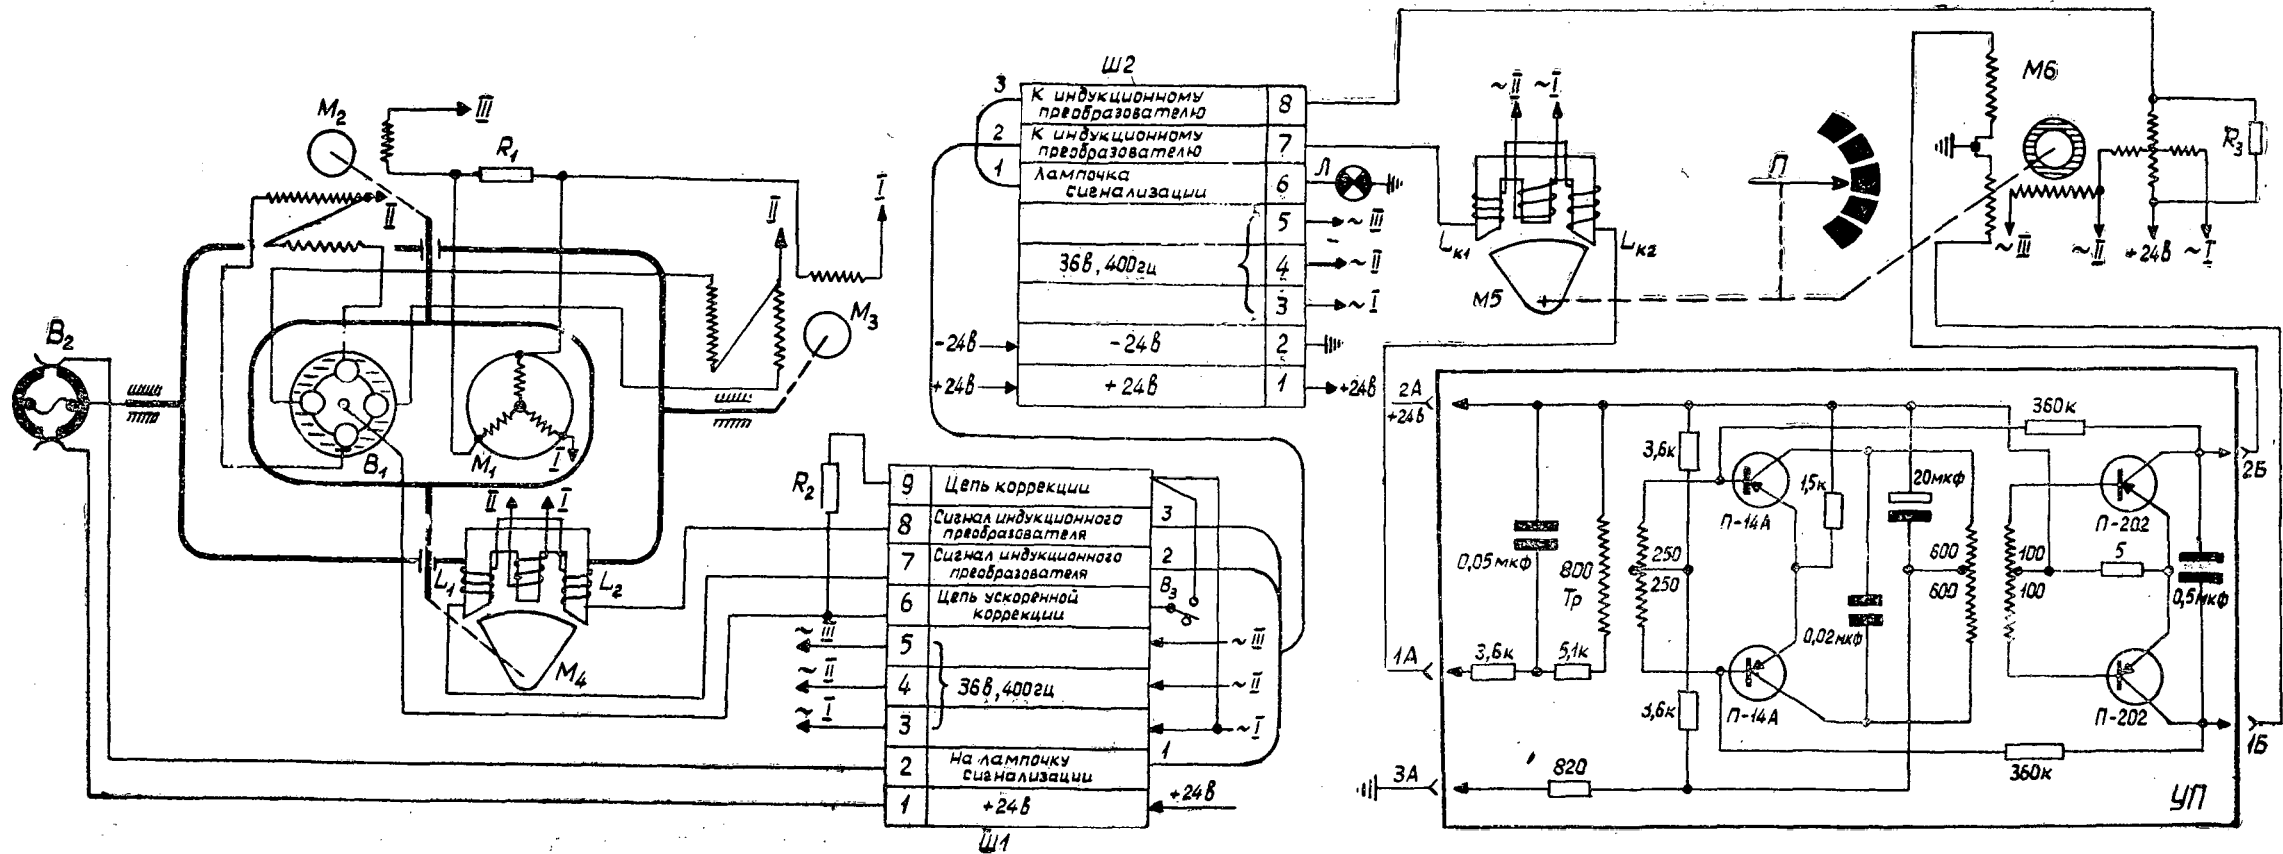 M2
III
R1
II
I
II
I
M3
B2
B1
M1
I
II
I
L1
L2
M4
R2
9 Цепь коррекции
8 Сигнал индукционного
преобразователя
7 Сигнал индукционного
преобразователя
6 Цепь ускоренной
коррекции
5
4 36в, 400гц
3
2 На лампочку
сигнализации
1 +24в
Ш1
~ III
~ II
~ I
3
2
B3
1
~ III
~ II
~ I
+24в
Ш2
3 К индукционному
преобразователю 8
2 К индукционному
преобразователю 7
1 Лампочка
сигнализации 6
5
36в, 400гц 4
3
-24в -24в 2
+24в +24в 1
Л
~ III
~ II
~ I
+24в
~ II ~ I
Lк1
Lк2
M5
П
M6
R3
~ III
~ II
+24в
~ I
2А
+24в
1А
3А
3,6к
0,05мкф
800
Тр
3,6к
5,1к
250
250
3,6к
820
П-14А
1,5к
П-14А
0,02мкф
20мкф
600
600
100
100
360к
П-202
5
0,5мкф
П-202
360к
2Б
1Б
УП